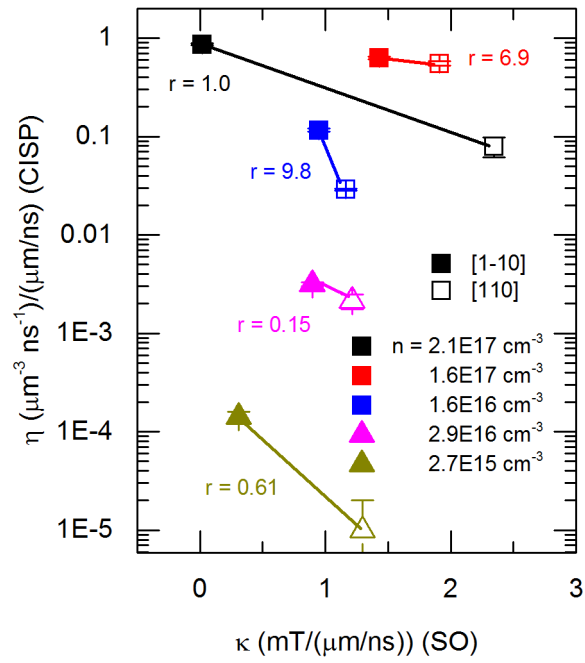 1
0.1
0.01
1E-3
1E-4
1E-5
η (μm⁻³ ns⁻¹)/(μm/ns) (CISP)
r = 1.0
r = 6.9
r = 9.8
r = 0.15
r = 0.61
[1-10]
[110]
n = 2.1E17 cm⁻³
1.6E17 cm⁻³
1.6E16 cm⁻³
2.9E16 cm⁻³
2.7E15 cm⁻³
0 1 2 3
κ (mT/(μm/ns)) (SO)